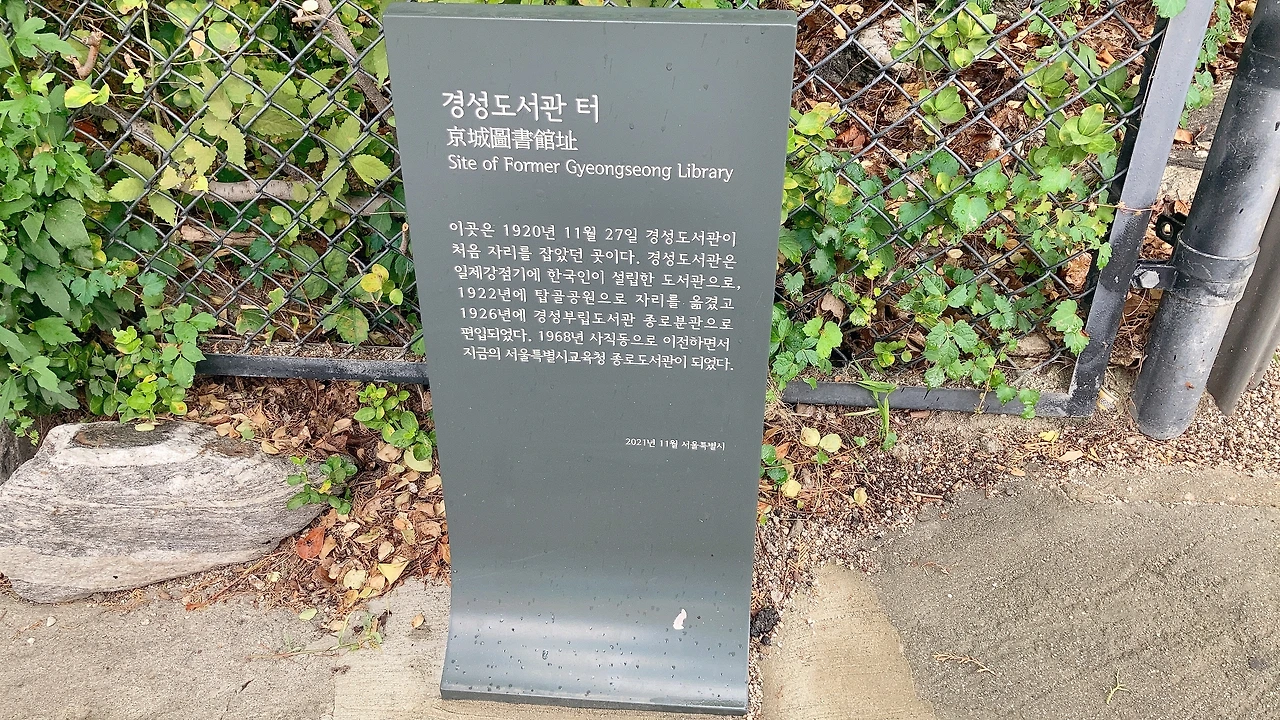 경성도서관 터
京城圖書館址
Site of Former Gyeongseong Library
이곳은 1920년 11월 27일 경성도서관이
처음 자리를 잡았던 곳이다. 경성도서관은
일제강점기에 한국인이 설립한 도서관으로,
1922년에 탑골공원으로 자리를 옮겼고
1926년에 경성부립도서관 종로분관으로
편입되었다. 1968년 사직동으로 이전하면서
지금의 서울특별시교육청 종로도서관이 되었다.
2021년 11월 서울특별시